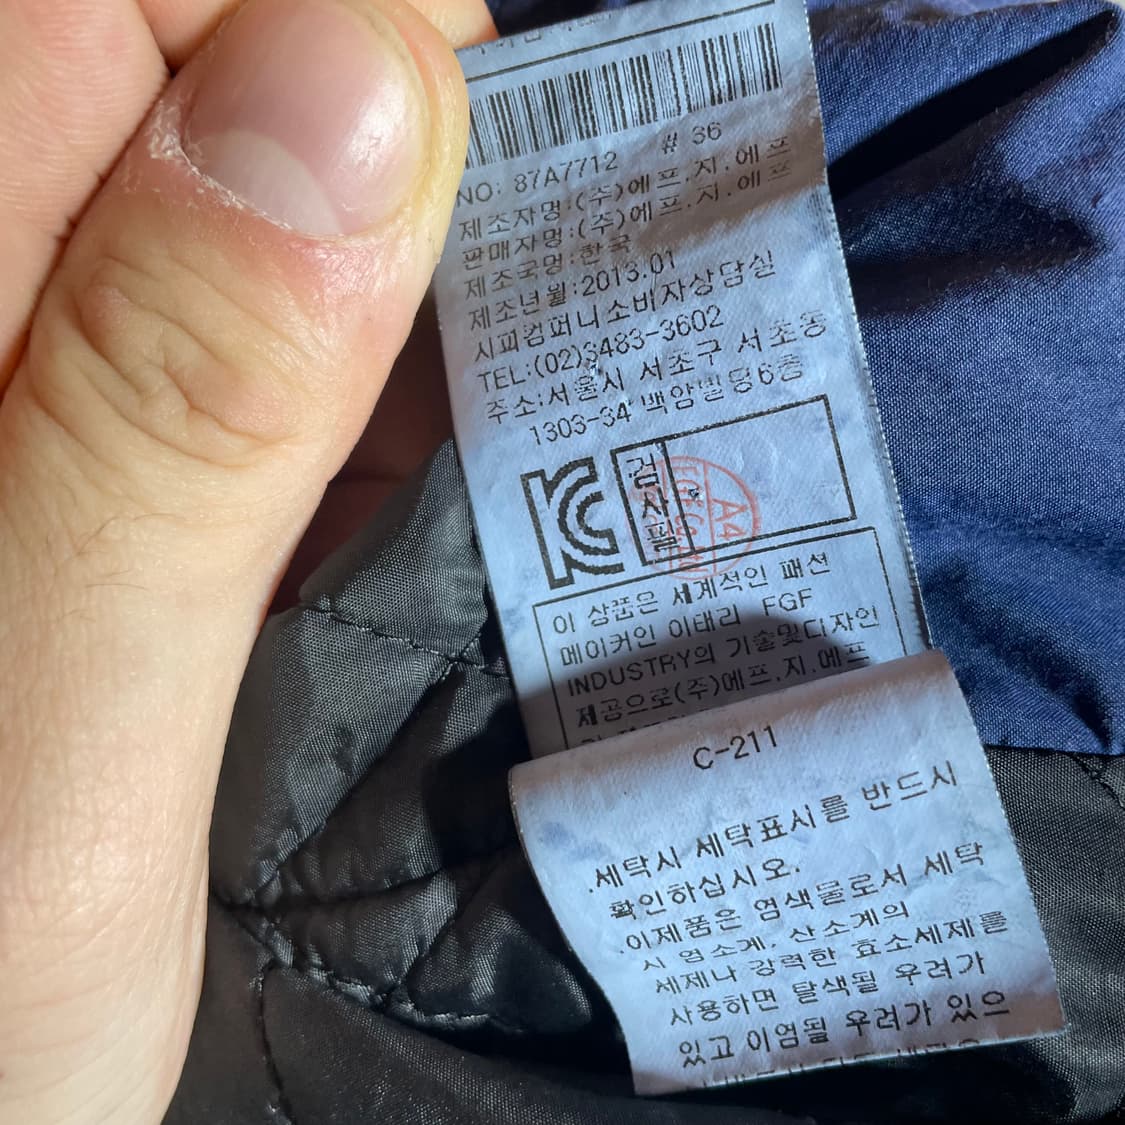 NO: 87A7712 # 36
제조자명:(주)에프.지.에프
판매자명:(주)에프.지.에프
제조국명:한국
제조년월:2013.01
시피컴퍼니소비자상담실
TEL:(02)3483-3602
주소:서울시 서초구 서초동
1303-34 백암빌딩6층
KC 검사필
A4
이 상품은 세계적인 패션
메이커인 이태리 FGF
INDUSTRY의 기술및디자인
제공으로(주)에프.지.에프
C-211
.세탁시 세탁표시를 반드시
확인하십시오.
.이제품은 염색물로서 세탁
시 염소계, 산소계의
세제나 강력한 효소세제를
사용하면 탈색될 우려가
있고 이염될 우려가 있으